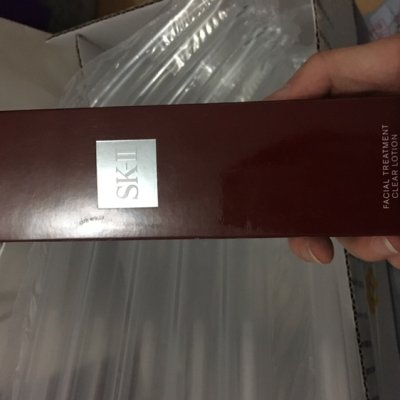 SK-II
FACIAL TREATMENT
CLEAR LOTION